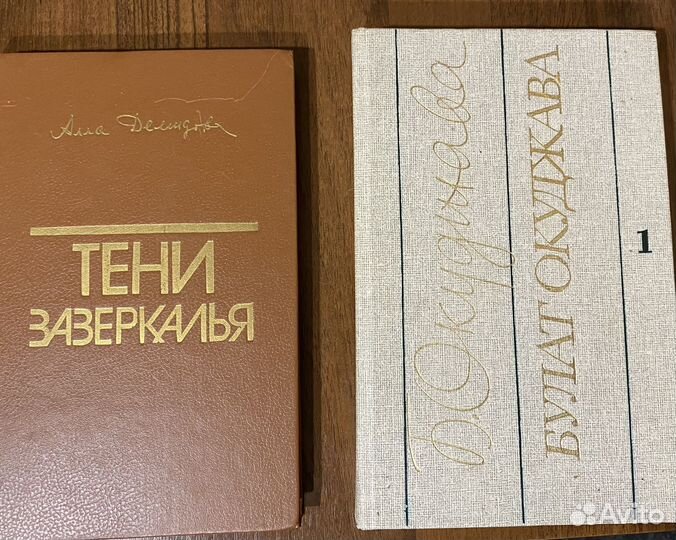 Алла Демидова
ТЕНИ
ЗАЗЕРКАЛЬЯ
Б. Окуджава
БУЛАТ ОКУДЖАВА
1
Avito